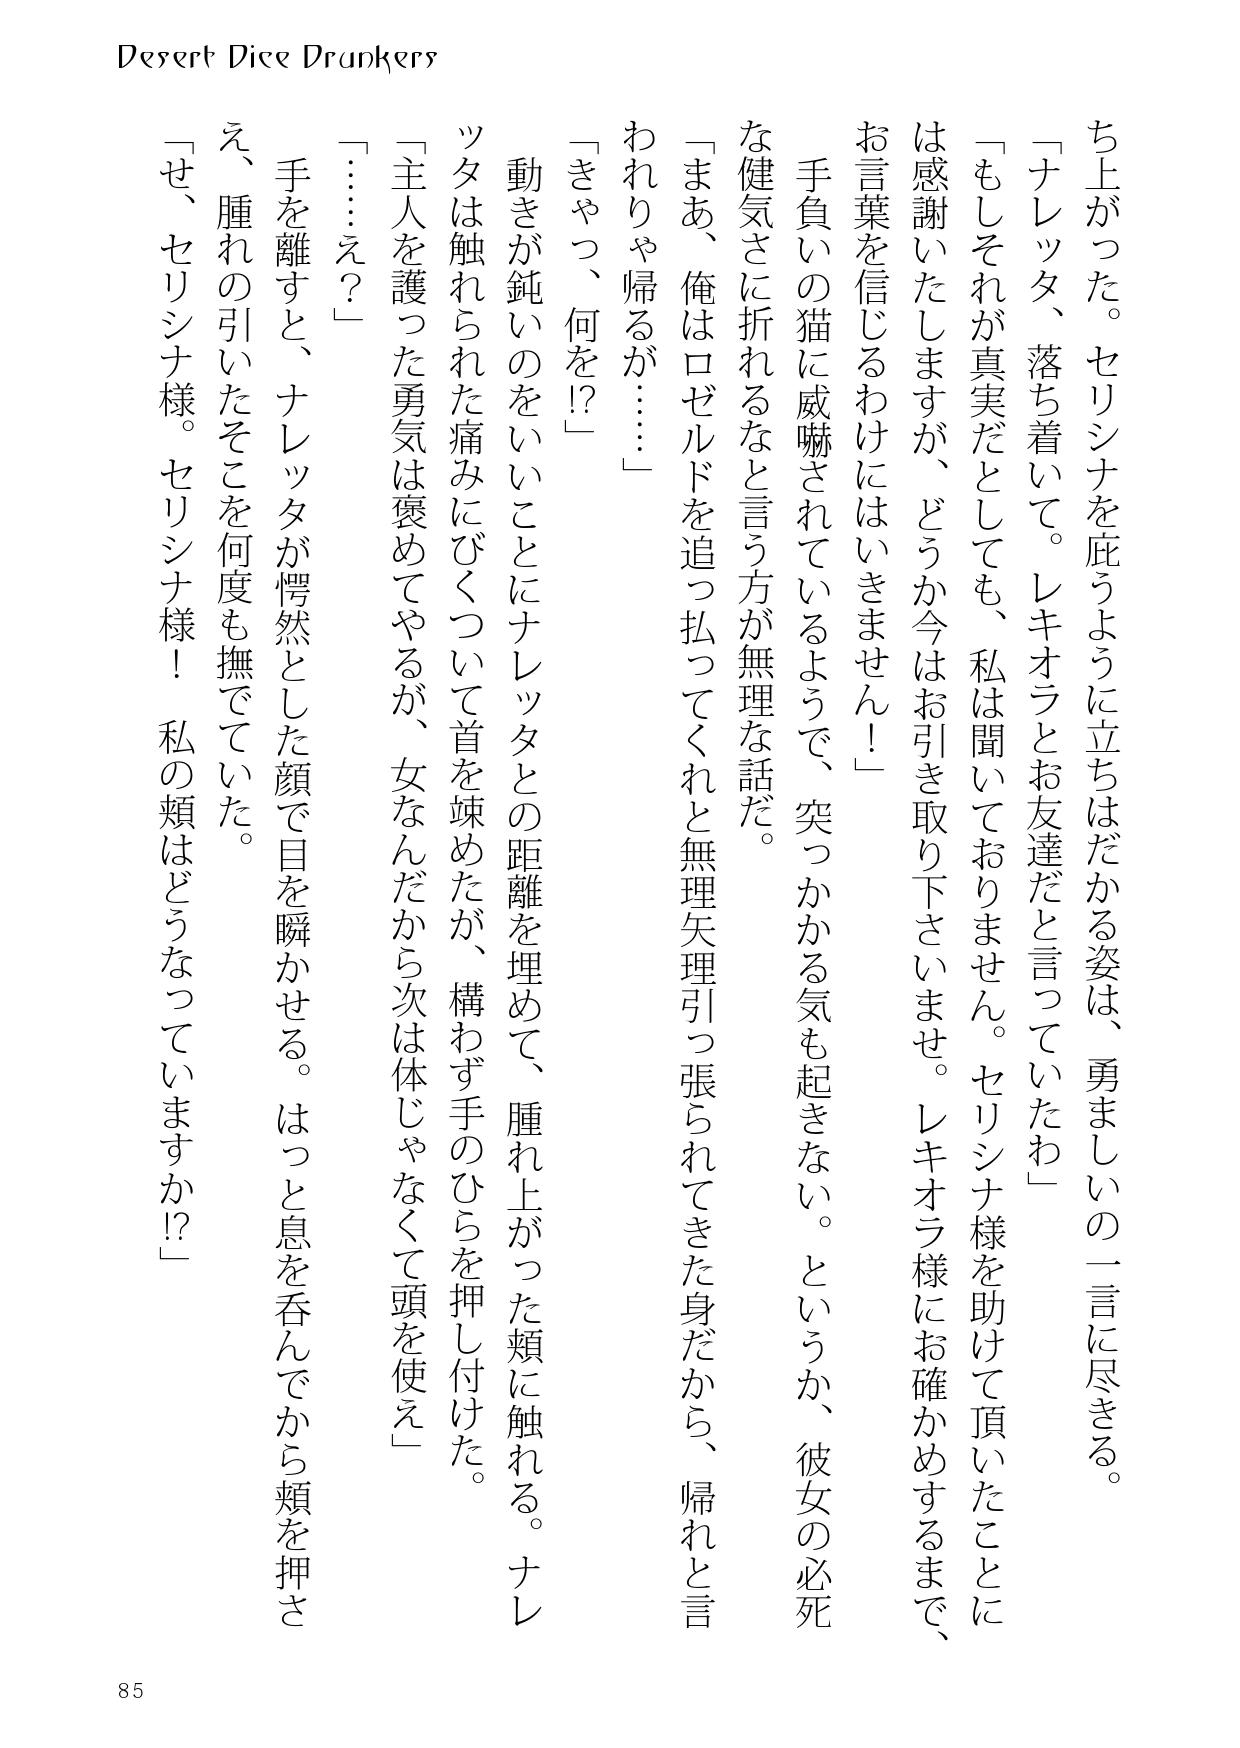 Desert Dice Drunkers
ち上がった。セリシナを庇うように立ちはだかる姿は、勇ましいの一言に尽きる。
「ナレッタ、落ち着いて。レキオラとお友達だと言っていたわ」
「もしそれが真実だとしても、私は聞いておりません。セリシナ様を助けて頂いたことに
は感謝いたしますが、どうか今はお引き取り下さいませ。レキオラ様にお確かめするまで、
お言葉を信じるわけにはいきません！」
　手負いの猫に威嚇されているようで、突っかかる気も起きない。というか、彼女の必死
な健気さに折れるなと言う方が無理な話だ。
「まあ、俺はロゼルドを追っ払ってくれと無理矢理引っ張られてきた身だから、帰れと言
われりゃ帰るが……」
「きゃっ、何を!?」
　動きが鈍いのをいいことにナレッタとの距離を埋めて、腫れ上がった頬に触れる。ナレ
ッタは触れられた痛みにびくついて首を竦めたが、構わず手のひらを押し付けた。
「主人を護った勇気は褒めてやるが、女なんだから次は体じゃなくて頭を使え」
「……え？」
　手を離すと、ナレッタが愕然とした顔で目を瞬かせる。はっと息を呑んでから頬を押さ
え、腫れの引いたそこを何度も撫でていた。
「せ、セリシナ様。セリシナ様！　私の頬はどうなっていますか!?」
85